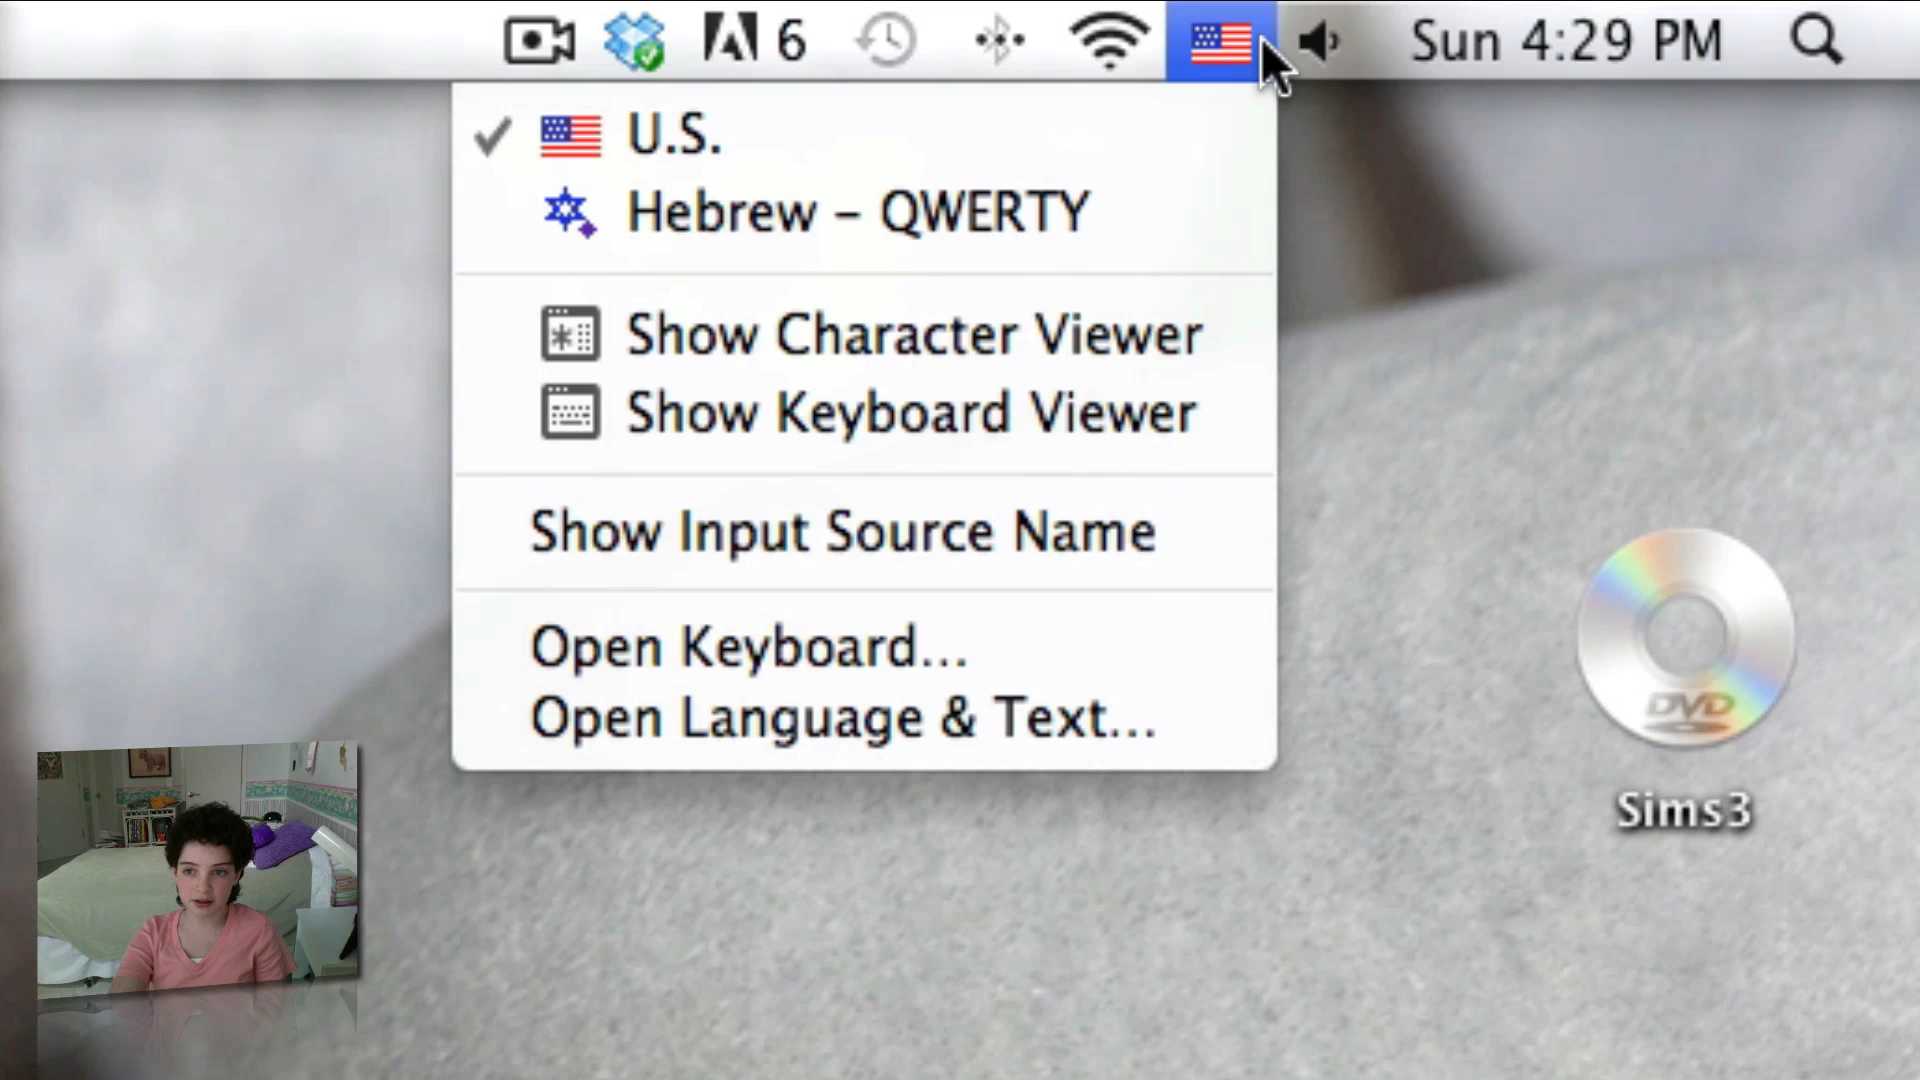 6
Sun 4:29 PM
U.S.
Hebrew – QWERTY
Show Character Viewer
Show Keyboard Viewer
Show Input Source Name
Open Keyboard...
Open Language & Text...
DVD
Sims3